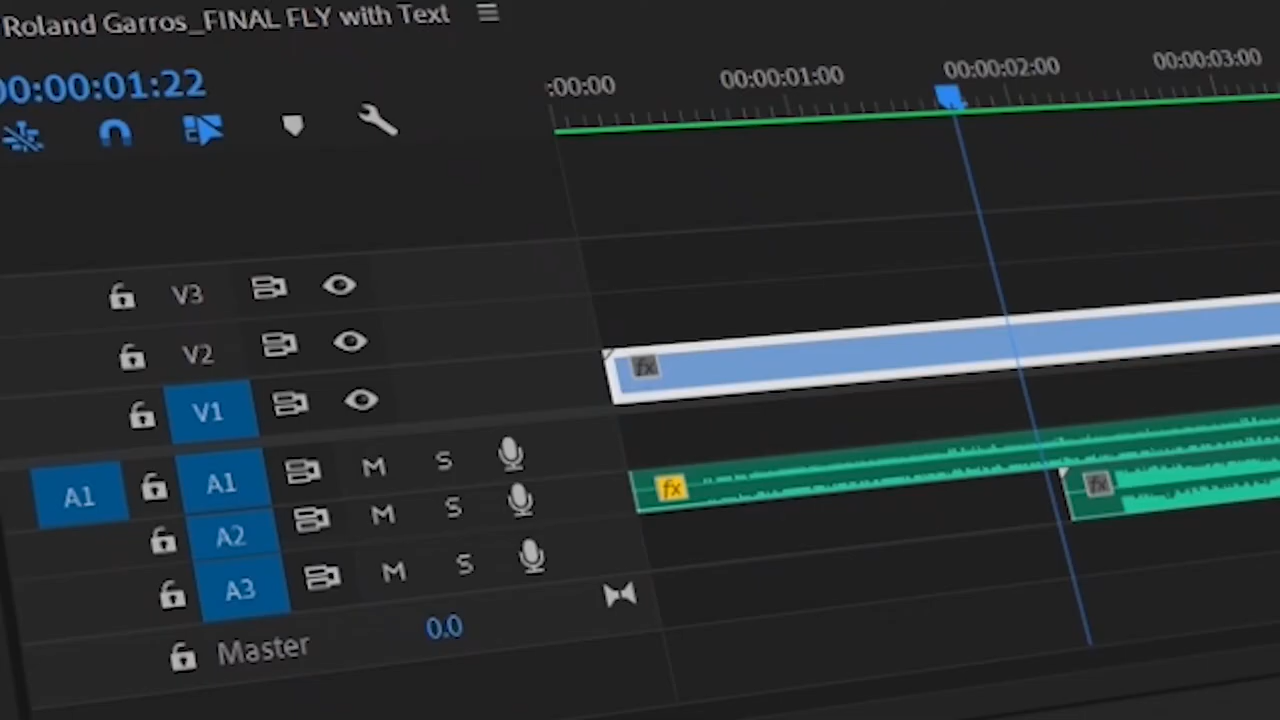 Roland Garros_FINAL FLY with Text
00:00:01:22
:00:00 00:00:01:00 00:00:02:00 00:00:03:00
V3
V2
V1
fx
A1 A1 M S
fx
A2 M S
fx
A3 M S
Master 0.0